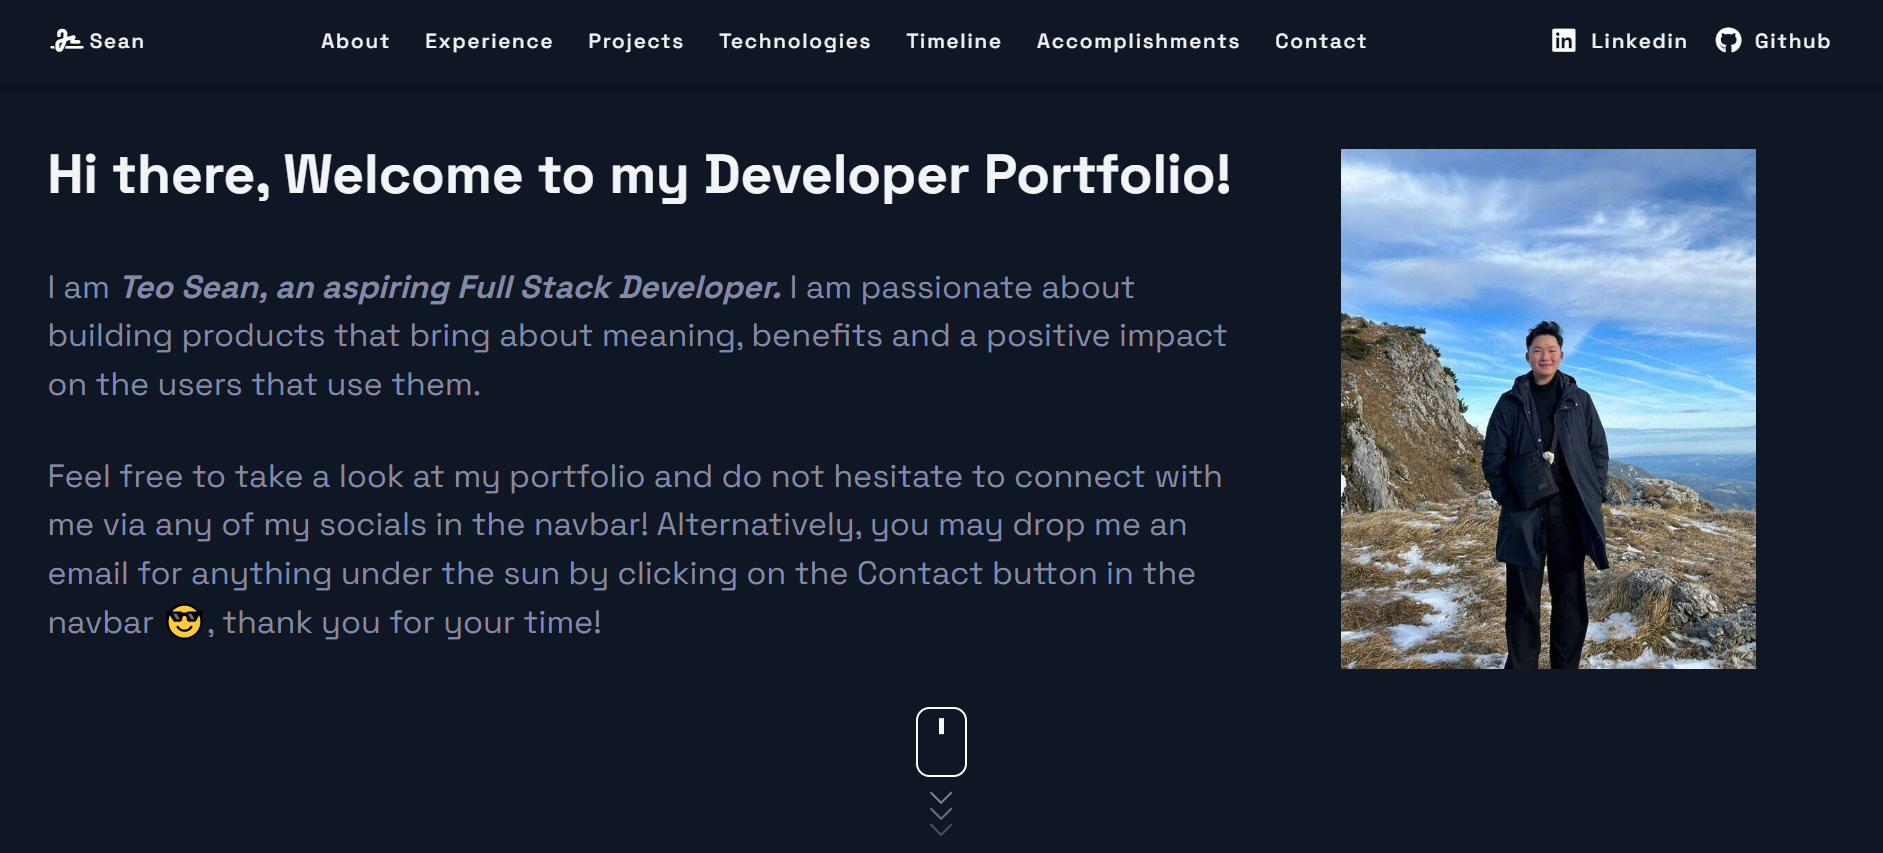 Sean
About Experience Projects Technologies Timeline Accomplishments Contact
Linkedin Github
Hi there, Welcome to my Developer Portfolio!
I am Teo Sean, an aspiring Full Stack Developer. I am passionate about
building products that bring about meaning, benefits and a positive impact
on the users that use them.
Feel free to take a look at my portfolio and do not hesitate to connect with
me via any of my socials in the navbar! Alternatively, you may drop me an
email for anything under the sun by clicking on the Contact button in the
navbar 😎, thank you for your time!